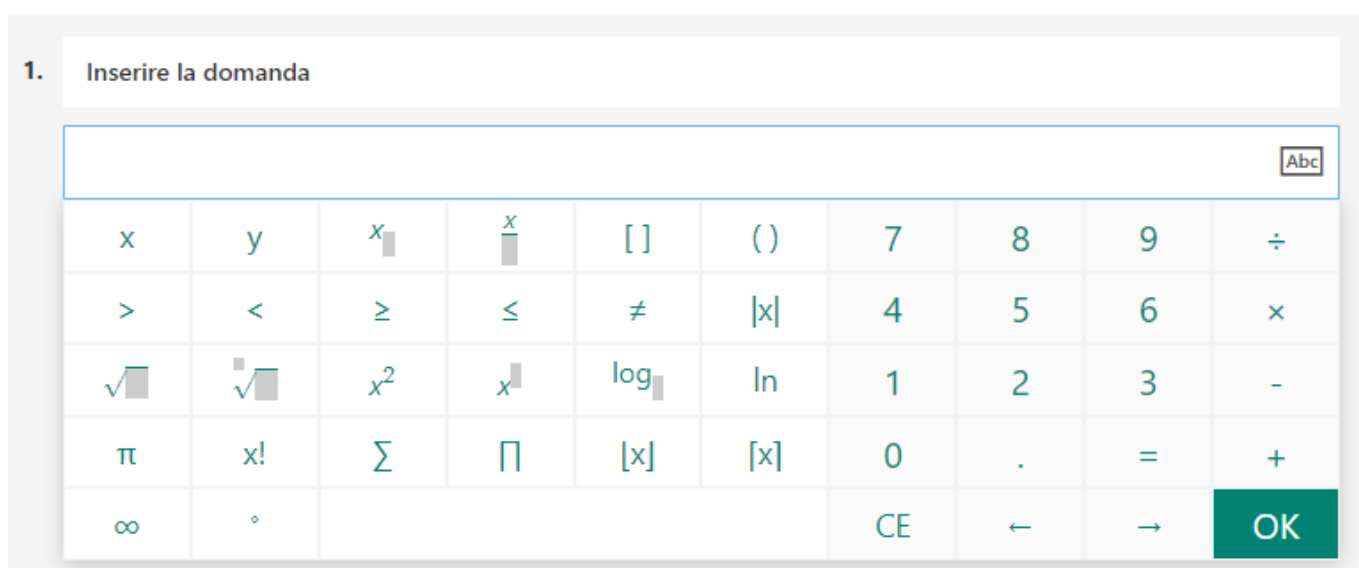 1. Inserire la domanda
Abc
x y x x [ ] ( ) 7 8 9 ÷
> < ≥ ≤ ≠ |x| 4 5 6 ×
√ √ x² x log ln 1 2 3 -
π x! ∑ ∏ ⌊x⌋ ⌈x⌉ 0 . = +
∞ ° CE ← → OK